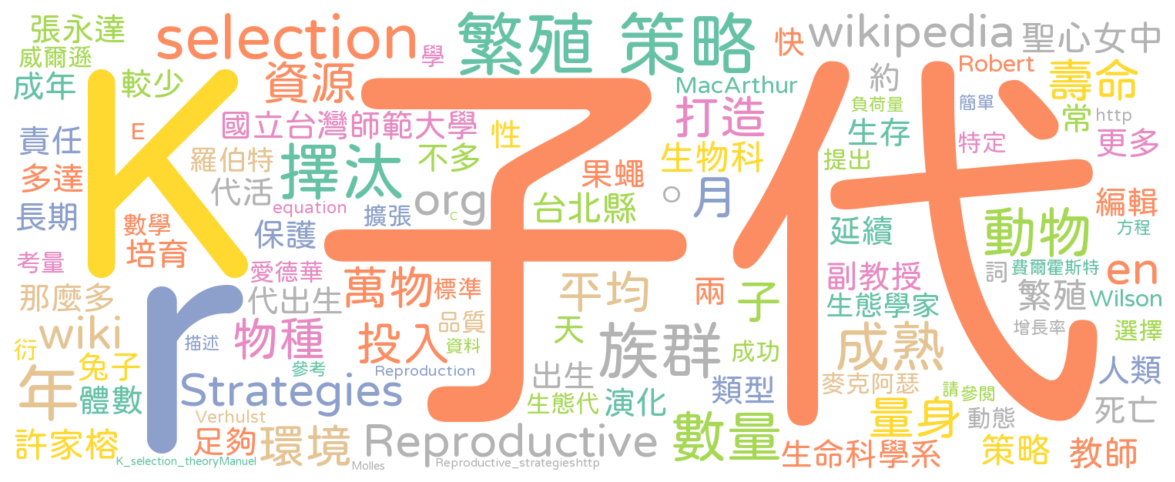 張永達
selection
學
繁殖 策略
快
wikipedia
聖心女中
威爾遜
成年
較少
資源
MacArthur
約
Robert
壽命
K
子代
責任
E
國立台灣師範大學
性
打造
負荷量
簡單
常
http
多達
羅伯特
擇汰
不多
果蠅
生物科
提出
生存
特定
更多
長期
數學
代活
equation
擴張
org
c
台北縣
。
月
延續
動物
編輯
方程
考量
培育
保護
愛德華
萬物
標準
平均
兩
子
副教授
詞
費爾霍斯特
en
那麼多
r
代出生
物種
品質
天
生態學家
繁殖
Wilson
wiki
描述
投入
資料
族群
成功
成熟
增長率
選擇
衍
兔子
參考
Reproduction
出生
類型
麥克阿瑟
請
參閱
人類
年
體數
Strategies
生態代
演化
量身
動態
死亡
Verhulst
許家榕
足夠
環境
Reproductive
數量
生命科學系
策略
教師
K_selection_theoryManuel
Molles
Reproductive_strategieshttp